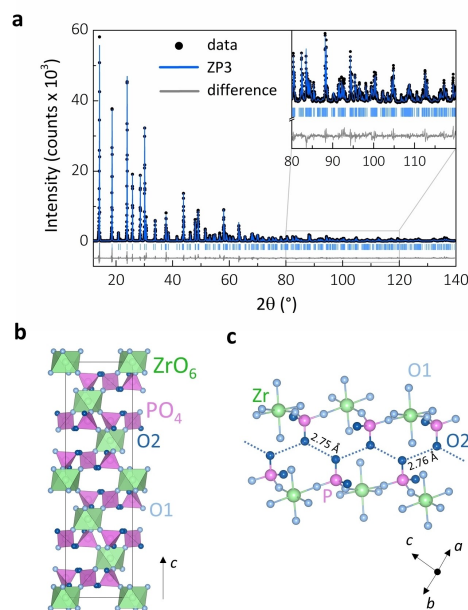 a
data
ZP3
difference
Intensity (counts x 10³)
60
40
20
0
80 90 100 110
20 40 60 80 100 120 140
2θ (°)
b
ZrO₆
PO₄
O2
O1
c
c
O1
Zr
2.75 Å
O2
2.76 Å
P
c
a
b